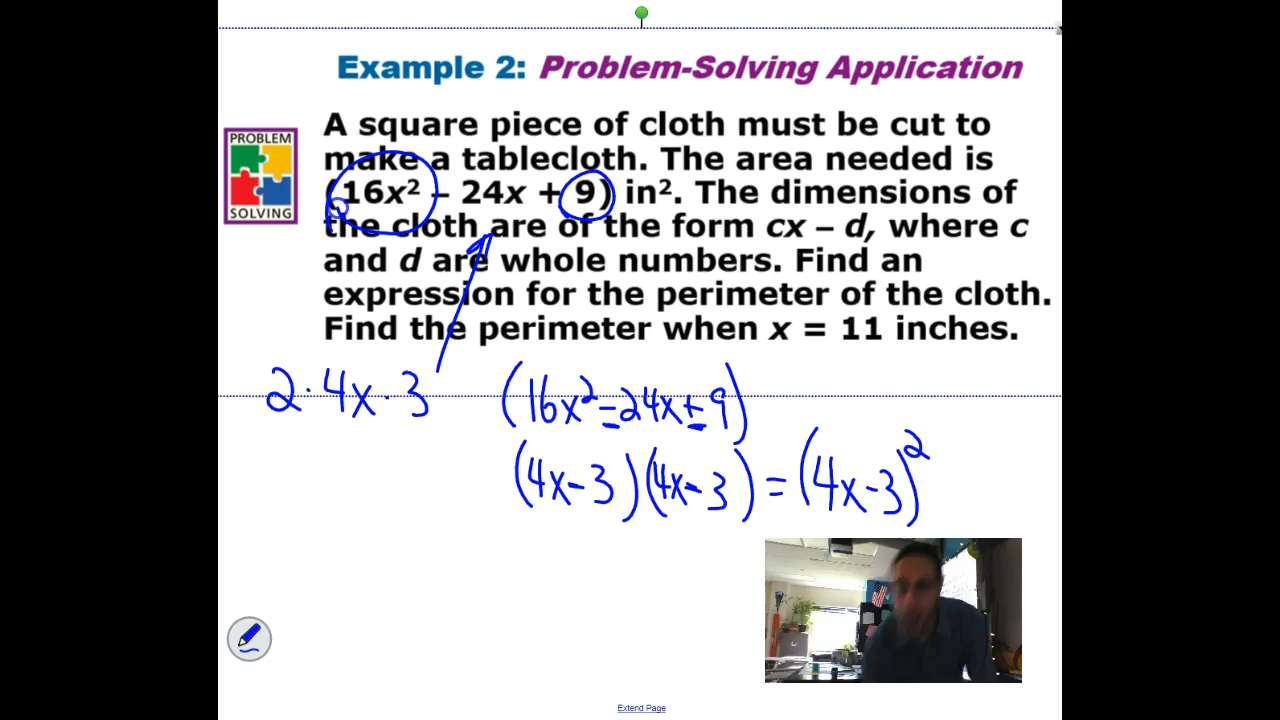 Example 2: Problem-Solving Application
PROBLEM
SOLVING
A square piece of cloth must be cut to
make a tablecloth. The area needed is
(16x² – 24x + 9) in². The dimensions of
the cloth are of the form cx – d, where c
and d are whole numbers. Find an
expression for the perimeter of the cloth.
Find the perimeter when x = 11 inches.
2 · 4x · 3
(16x² - 24x + 9)
(4x - 3)(4x - 3) = (4x - 3)²
Extend Page